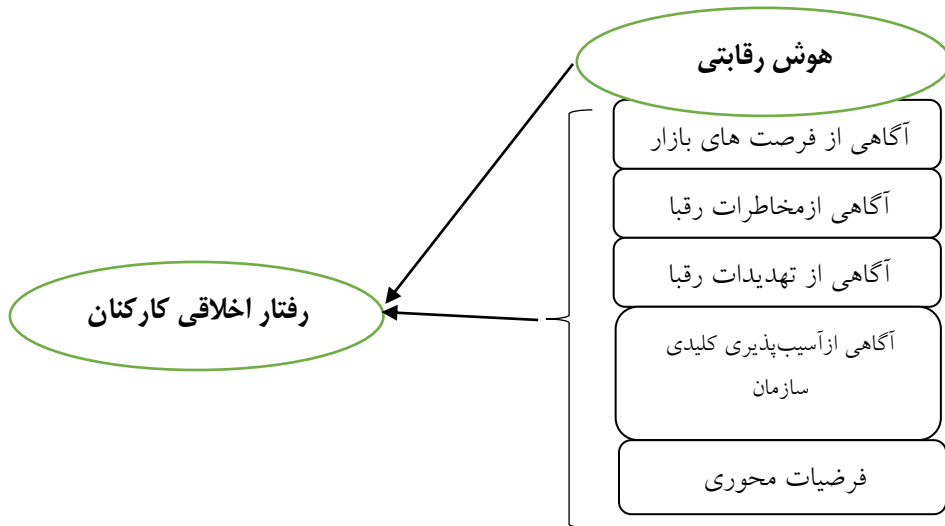 هوش رقابتی
آگاهی از فرصت های بازار
آگاهی ازمخاطرات رقبا
آگاهی از تهدیدات رقبا
رفتار اخلاقی کارکنان
آگاهی ازآسیب‌پذیری کلیدی
سازمان
فرضیات محوری